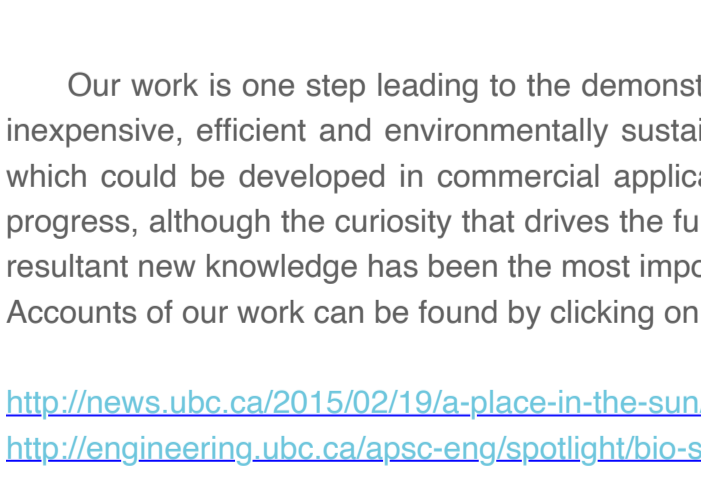 Our work is one step leading to the demonst
inexpensive, efficient and environmentally sustai
which could be developed in commercial applica
progress, although the curiosity that drives the fu
resultant new knowledge has been the most impo
Accounts of our work can be found by clicking on
http://news.ubc.ca/2015/02/19/a-place-in-the-sun/
http://engineering.ubc.ca/apsc-eng/spotlight/bio-s